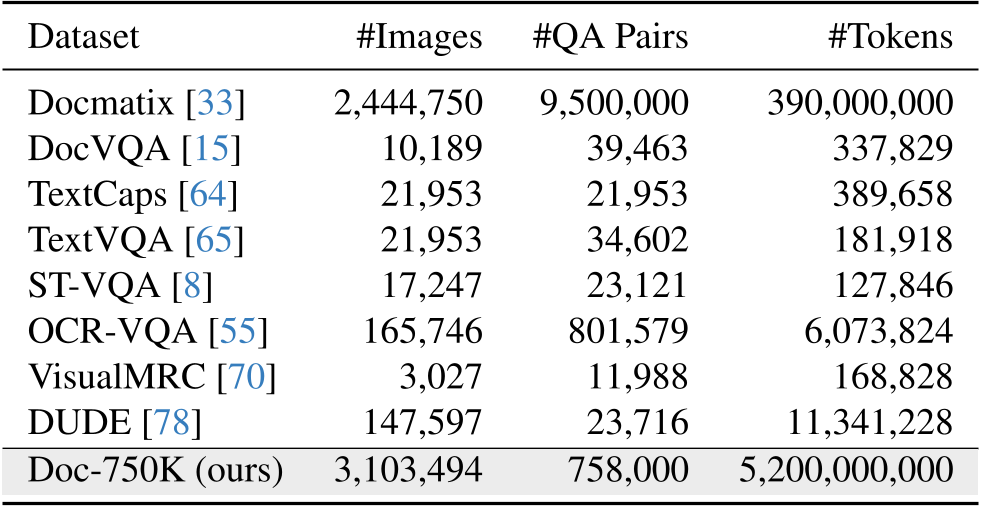 Dataset #Images #QA Pairs #Tokens
Docmatix [33] 2,444,750 9,500,000 390,000,000
DocVQA [15] 10,189 39,463 337,829
TextCaps [64] 21,953 21,953 389,658
TextVQA [65] 21,953 34,602 181,918
ST-VQA [8] 17,247 23,121 127,846
OCR-VQA [55] 165,746 801,579 6,073,824
VisualMRC [70] 3,027 11,988 168,828
DUDE [78] 147,597 23,716 11,341,228
Doc-750K (ours) 3,103,494 758,000 5,200,000,000